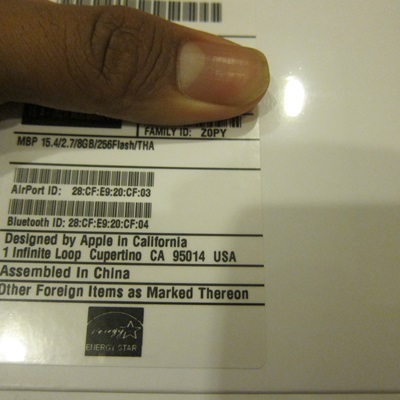 FAMILY ID: Z0PY
MBP 15.4/2.7/8GB/256Flash/THA
AirPort ID: 28:CF:E9:20:CF:03
Bluetooth ID: 28:CF:E9:20:CF:04
Designed by Apple in California
1 Infinite Loop Cupertino CA 95014 USA
Assembled in China
Other Foreign Items as Marked Thereon
ENERGY STAR